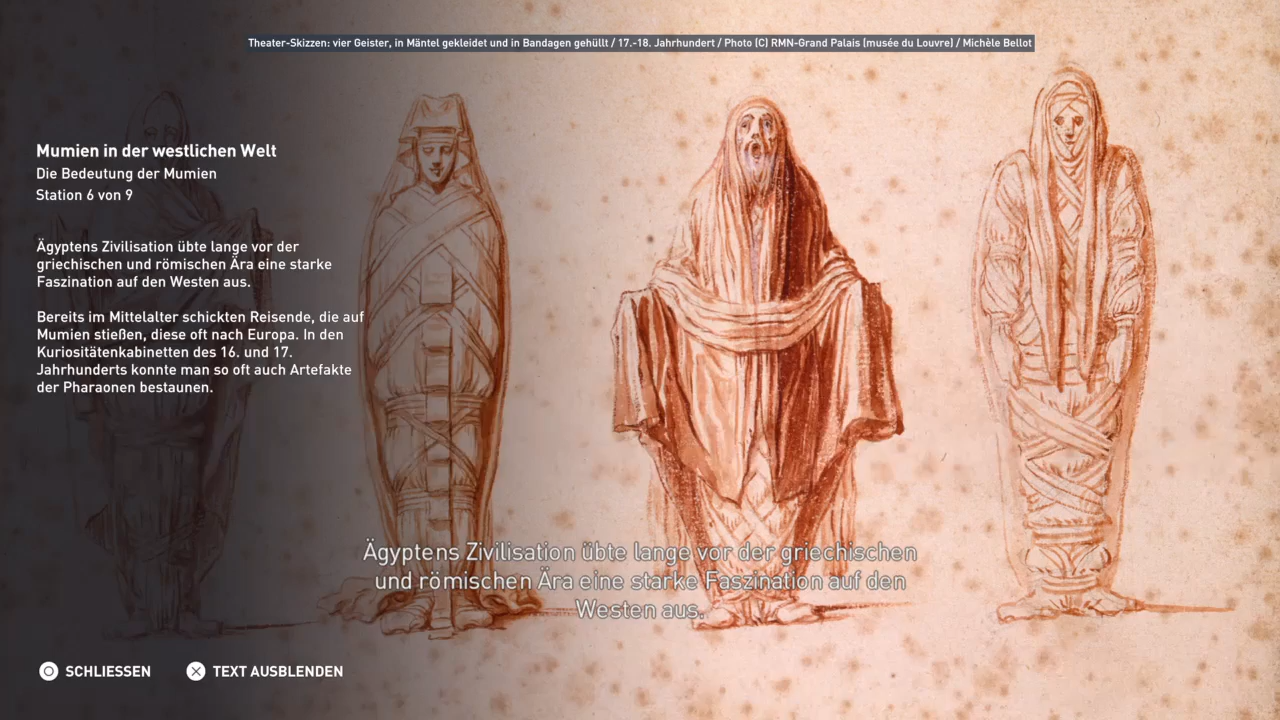 Theater-Skizzen: vier Geister, in Mäntel gekleidet und in Bandagen gehüllt / 17.-18. Jahrhundert / Photo (C) RMN-Grand Palais (musée du Louvre) / Michèle Bellot
Mumien in der westlichen Welt
Die Bedeutung der Mumien
Station 6 von 9
Ägyptens Zivilisation übte lange vor der
griechischen und römischen Ära eine starke
Faszination auf den Westen aus.
Bereits im Mittelalter schickten Reisende, die auf
Mumien stießen, diese oft nach Europa. In den
Kuriositätenkabinetten des 16. und 17.
Jahrhunderts konnte man so oft auch Artefakte
der Pharaonen bestaunen.
Ägyptens Zivilisation übte lange vor der griechischen
und römischen Ära eine starke Faszination auf den
Westen aus.
SCHLIESSEN
TEXT AUSBLENDEN